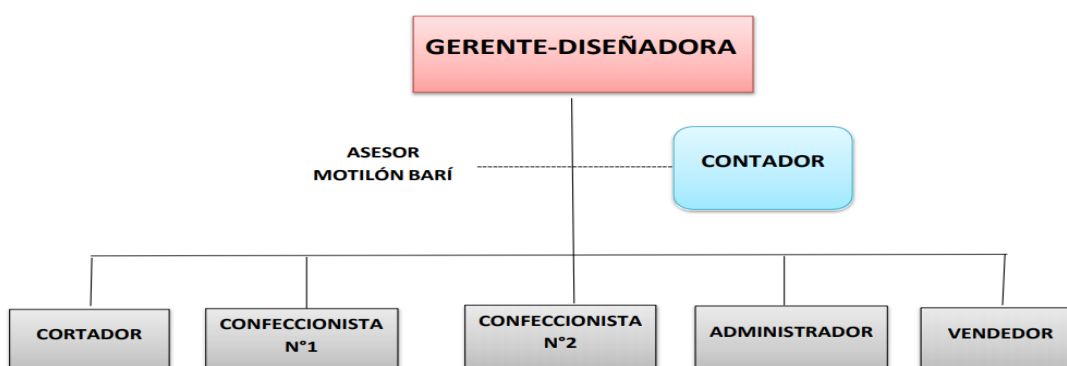 GERENTE-DISEÑADORA
ASESOR
MOTILÓN BARÍ
CONTADOR
CORTADOR
CONFECCIONISTA
N°1
CONFECCIONISTA
N°2
ADMINISTRADOR
VENDEDOR